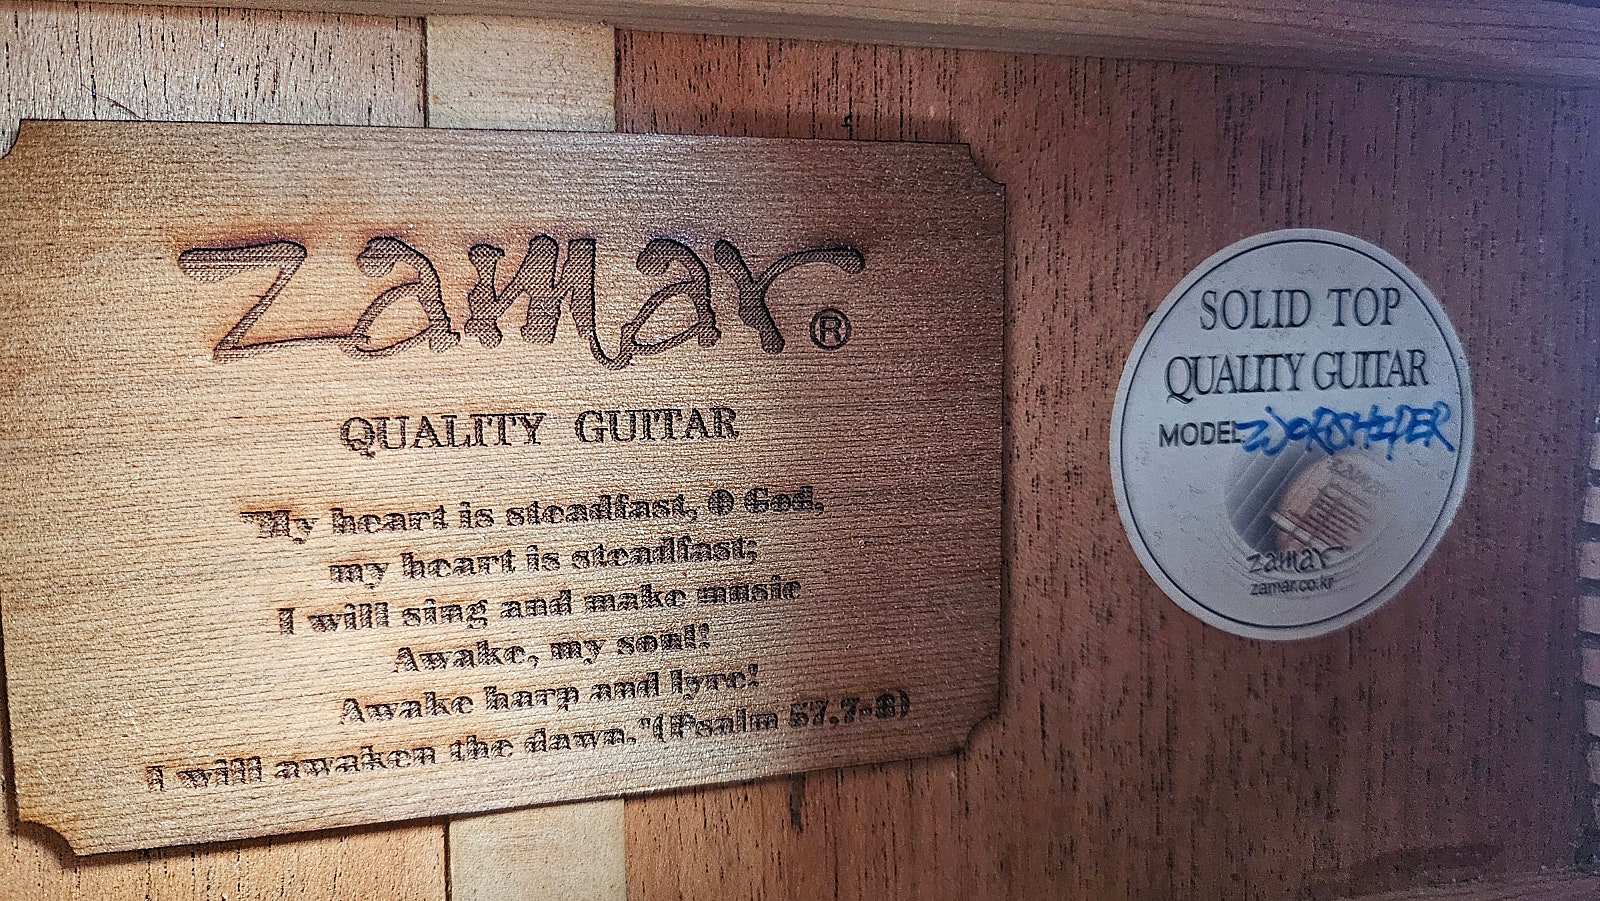 zamar®
QUALITY GUITAR
"My heart is steadfast, O God,
my heart is steadfast;
I will sing and make music
Awake, my soul!
Awake harp and lyre!
I will awaken the dawn."(Psalm 57.7-8)
SOLID TOP
QUALITY GUITAR
MODEL WORSHIPER
zamar
zamar.co.kr